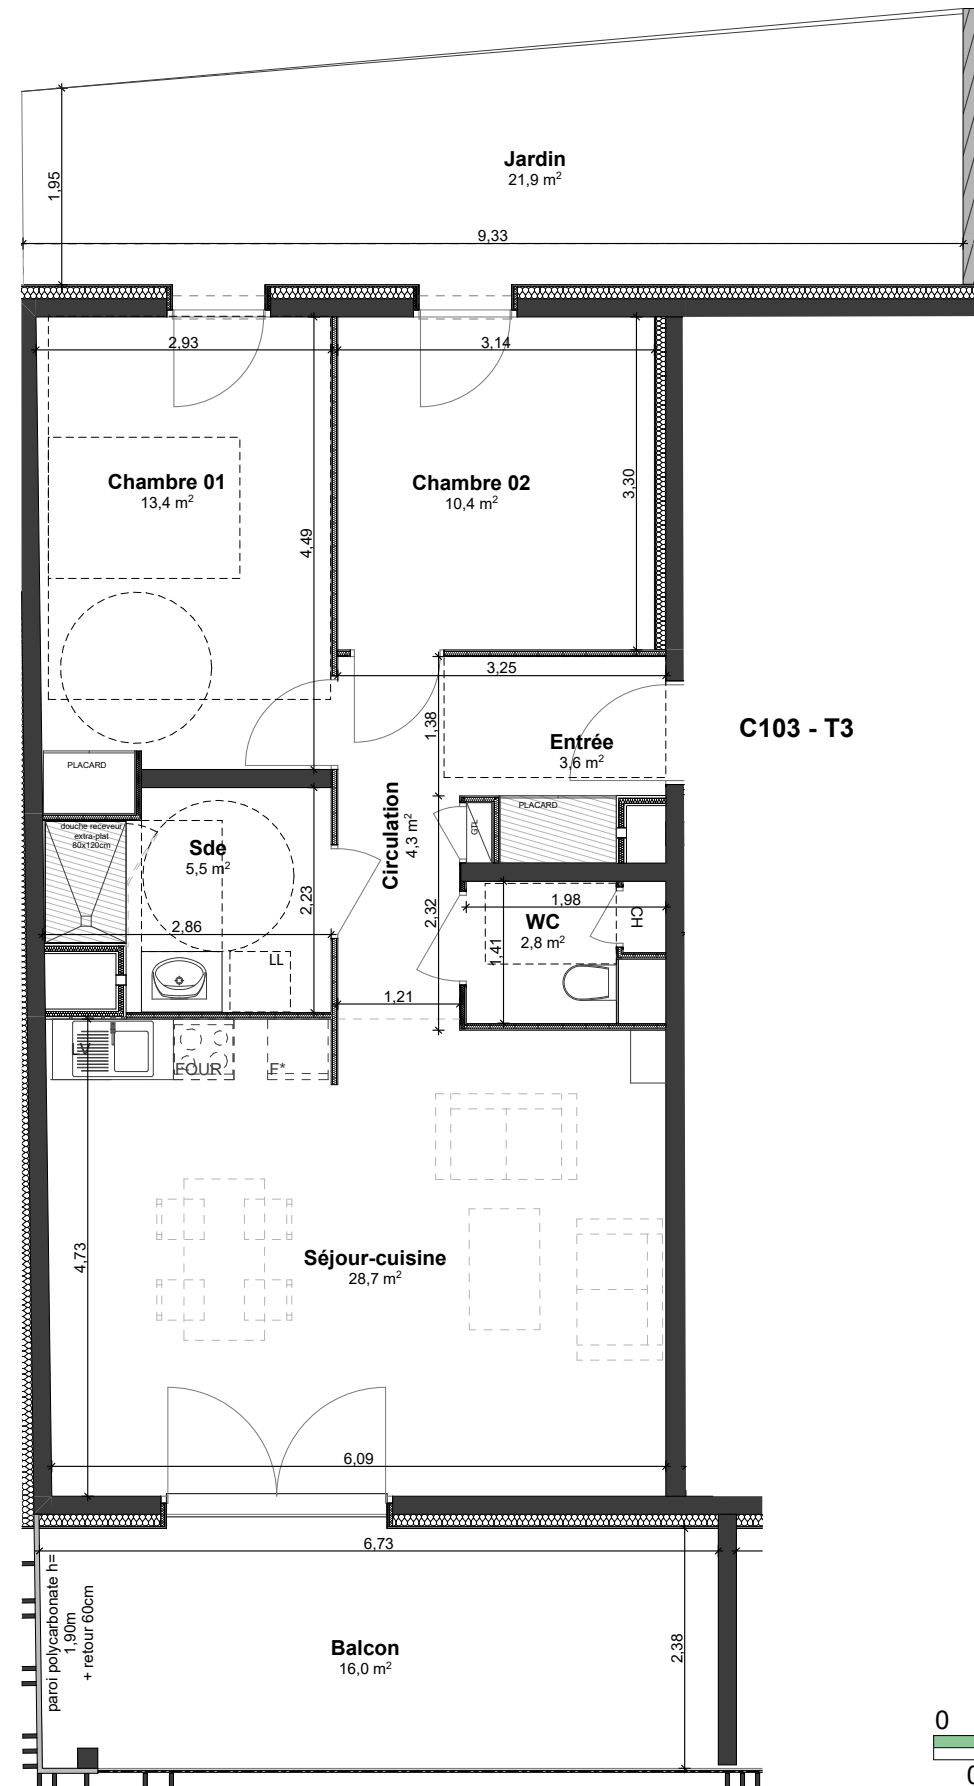 Jardin
21,9 m²
1,95
9,33
2,93
3,14
Chambre 01
13,4 m²
Chambre 02
10,4 m²
3,30
4,49
3,25
1,38
C103 - T3
Entrée
3,6 m²
PLACARD
PLACARD
Circulation
4,3 m²
GTL
douche receveur
extra-plat
80x120cm
Sde
5,5 m²
2,23
2,86
2,32
1,98
WC
2,8 m²
1,41
CH
LL
1,21
LV
FOUR
F*
4,73
Séjour-cuisine
28,7 m²
6,09
6,73
paroi polycarbonate h=
1,90m
+ retour 60cm
Balcon
16,0 m²
2,38
0